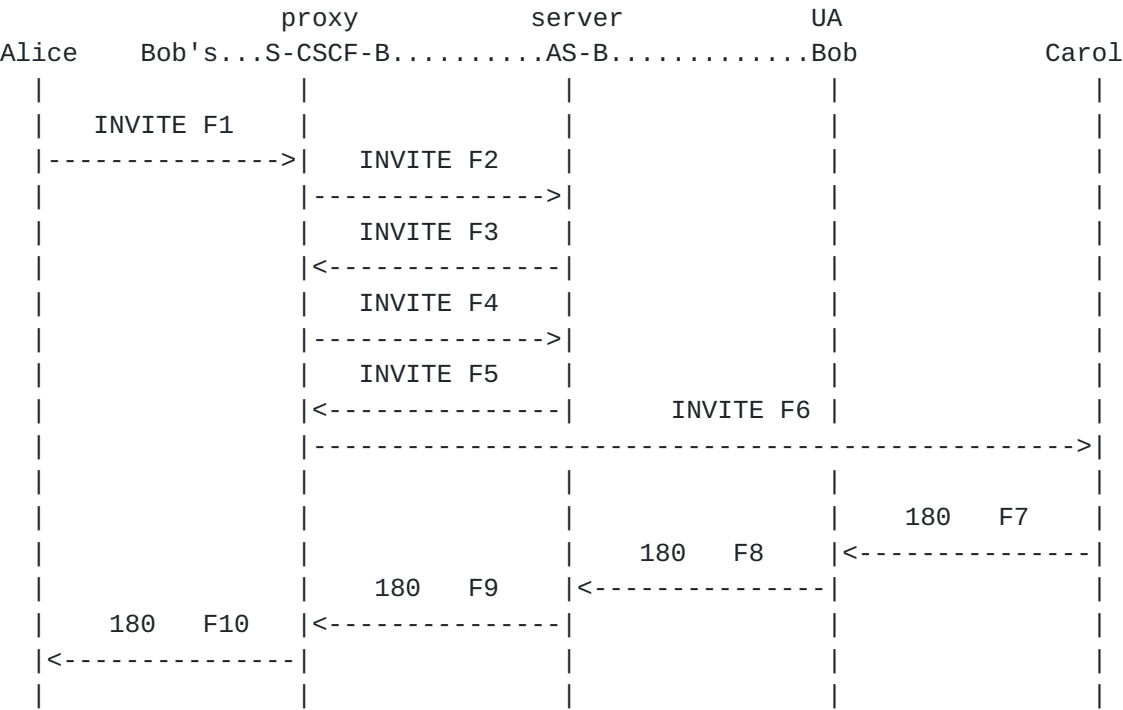 proxy           server            UA
Alice    Bob's...S-CSCF-B..........AS-B.............Bob            Carol
  |                |                |                |                |
  |   INVITE F1    |                |                |                |
  |--------------->|   INVITE F2    |                |                |
  |                |--------------->|                |                |
  |                |   INVITE F3    |                |                |
  |                |<---------------|                |                |
  |                |   INVITE F4    |                |                |
  |                |--------------->|                |                |
  |                |   INVITE F5    |                |                |
  |                |<---------------|      INVITE F6 |                |
  |                |------------------------------------------------->|
  |                |                |                |                |
  |                |                |                |    180   F7    |
  |                |                |    180   F8    |<---------------|
  |                |    180   F9    |<---------------|                |
  |    180   F10   |<---------------|                |                |
  |<---------------|                |                |                |
  |                |                |                |                |